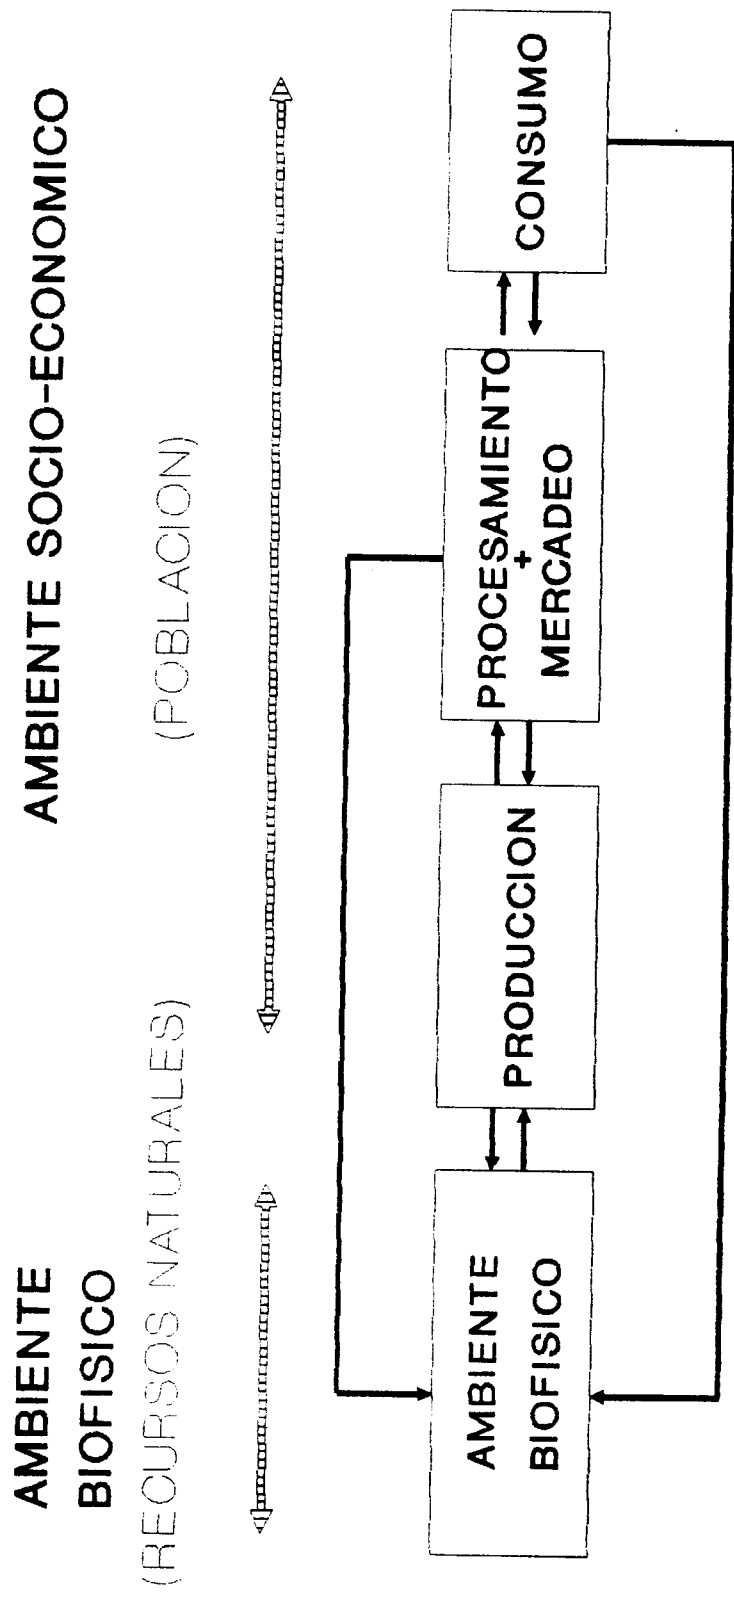 AMBIENTE
BIOFISICO
(RECURSOS NATURALES)
AMBIENTE SOCIO-ECONOMICO
(POBLACION)
AMBIENTE
BIOFISICO
PRODUCCION
PROCESAMIENTO
+
MERCADEO
CONSUMO